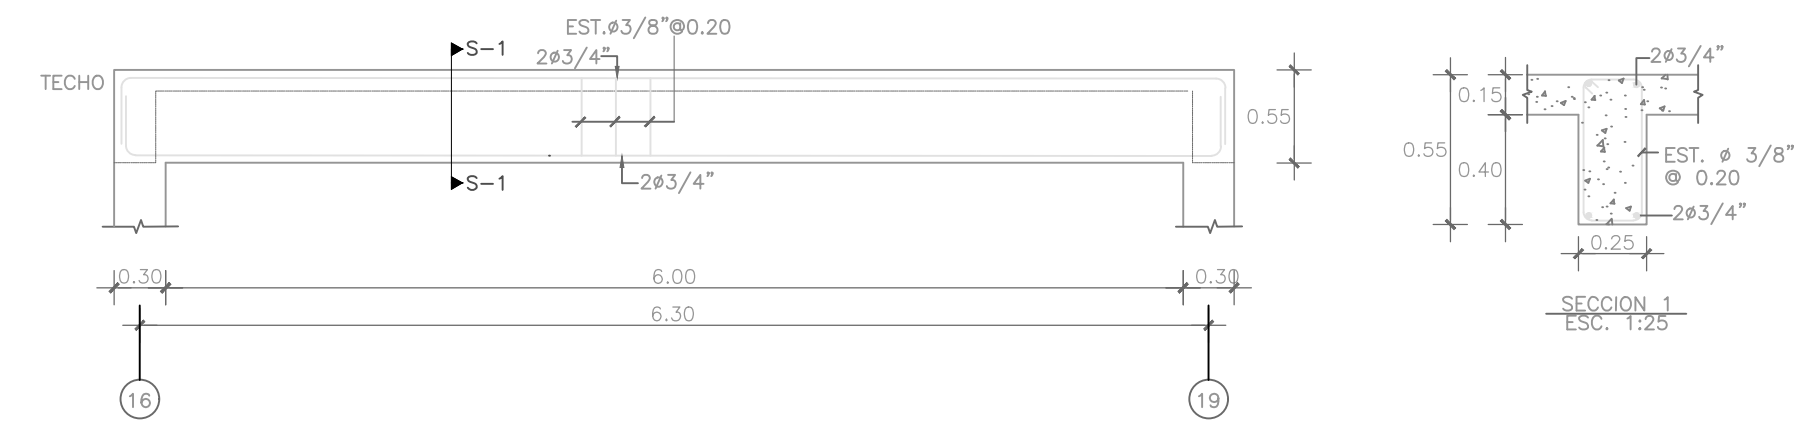 EST.ø3/8"@0.20
S-1
2ø3/4"
TECHO
0.55
S-1
2ø3/4"
0.30
6.00
0.30
6.30
16
19
2ø3/4"
0.15
0.55
0.40
EST. ø 3/8"
@ 0.20
2ø3/4"
0.25
SECCION 1
ESC. 1:25